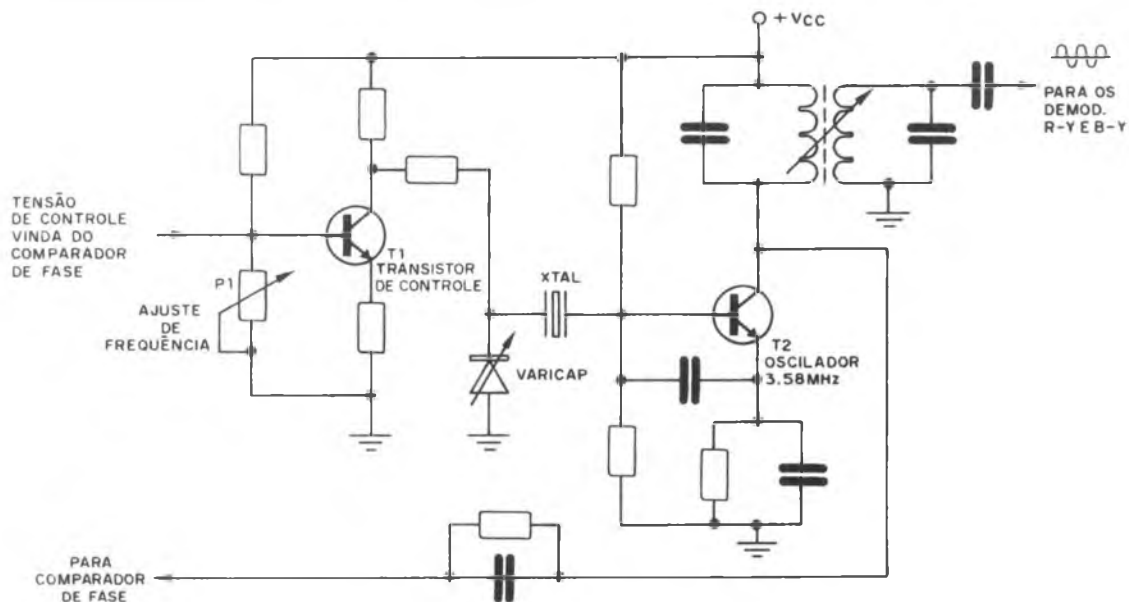 +VCC
PARA OS
DEMOD.
R-Y E B-Y
TENSÃO
DE CONTROLE
VINDA DO
COMPARADOR
DE FASE
P1
AJUSTE
DE
FREQUÊNCIA
T1
TRANSISTOR
DE CONTROLE
XTAL
VARICAP
T2
OSCILADOR
3.58MHz
PARA
COMPARADOR
DE FASE